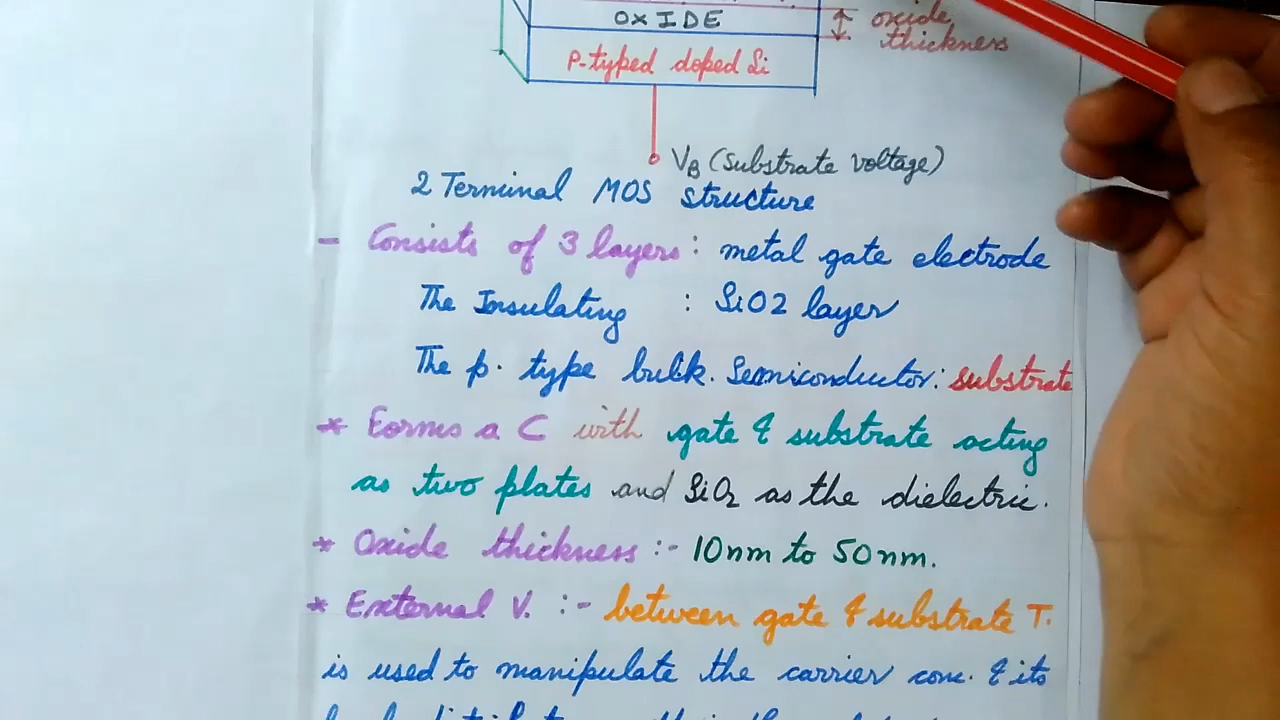 OXIDE
oxide
thickness
P-typed doped Si
VB (Substrate voltage)
2 Terminal MOS structure
- Consists of 3 layers: metal gate electrode
The Insulating : SiO2 layer
The p. type bulk. Semiconductor: substrate
* Forms a C with gate & substrate acting
as two plates and SiO2 as the dielectric.
* Oxide thickness :- 10nm to 50nm.
* External V. :- between gate & substrate T.
is used to manipulate the carrier conc. & its